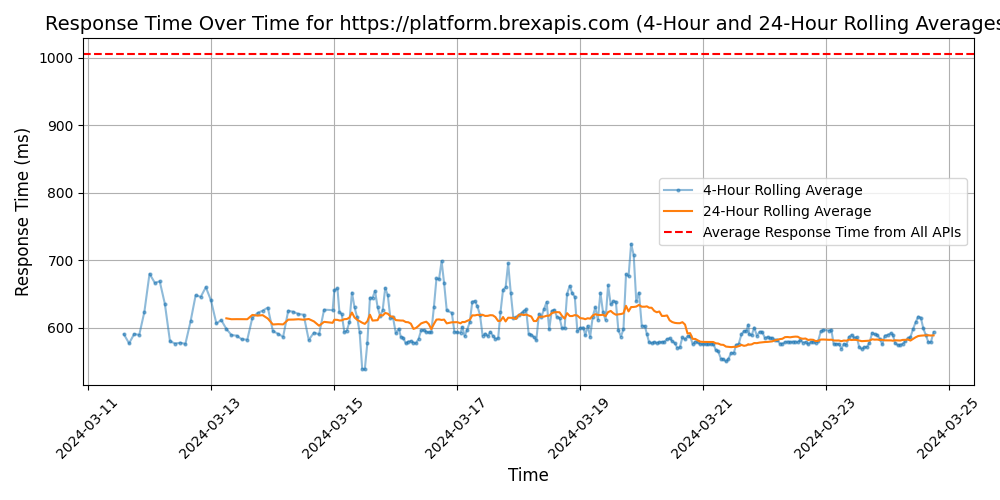 Response Time Over Time for https://platform.brexapis.com (4-Hour and 24-Hour Rolling Averages
Response Time (ms)
1000
900
800
700
600
4-Hour Rolling Average
24-Hour Rolling Average
Average Response Time from All APIs
2024-03-11
2024-03-13
2024-03-15
2024-03-17
2024-03-19
2024-03-21
2024-03-23
2024-03-25
Time